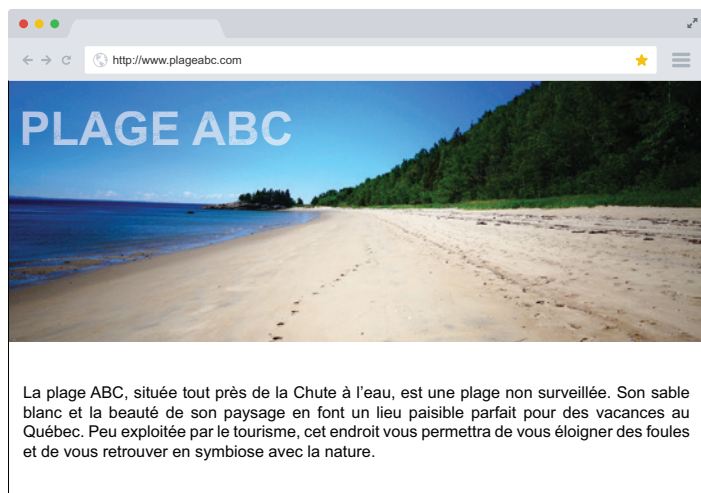 http://www.plageabc.com
PLAGE ABC
La plage ABC, située tout près de la Chute à l’eau, est une plage non surveillée. Son sable
blanc et la beauté de son paysage en font un lieu paisible parfait pour des vacances au
Québec. Peu exploitée par le tourisme, cet endroit vous permettra de vous éloigner des foules
et de vous retrouver en symbiose avec la nature.